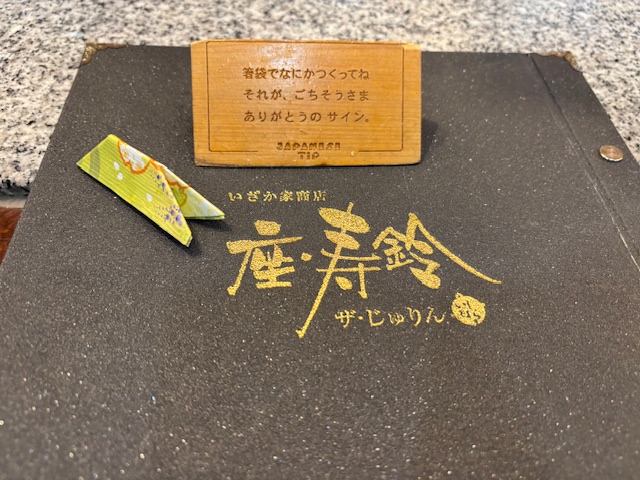 箸袋でなにかつくってね
それが、ごちそうさま
ありがとうの サイン。
JAPANESE
TIP
いざか家商店
座・寿鈴
ザ・じゅりん